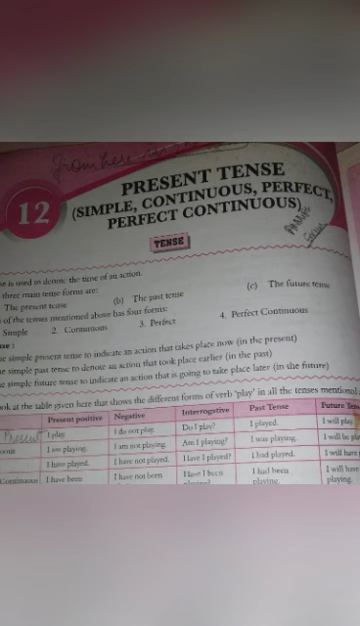 from here
12
PRESENT TENSE
(SIMPLE, CONTINUOUS, PERFECT,
PERFECT CONTINUOUS)
TENSE
is used to denote the time of an action.
three main tense forms are:
The present tense (b) The past tense (c) The future tense
of the tenses mentioned above has four forms:
Simple 2. Continuous 3. Perfect 4. Perfect Continuous
simple present tense to indicate an action that takes place now (in the present)
simple past tense to denote an action that took place earlier (in the past)
simple future tense to indicate an action that is going to take place later (in the future)
at the table given here that shows the different forms of verb 'play' in all the tenses mentioned
Present positive Negative Interrogative Past Tense Future
Present I play. I do not play. Do I play? I played. I will play
I am playing. I am not playing. Am I playing? I was playing. I will be
I have played. I have not played. Have I played? I had played. I will have
Continuous I have been I have not been Have I been I had been I will have
playing. playing.